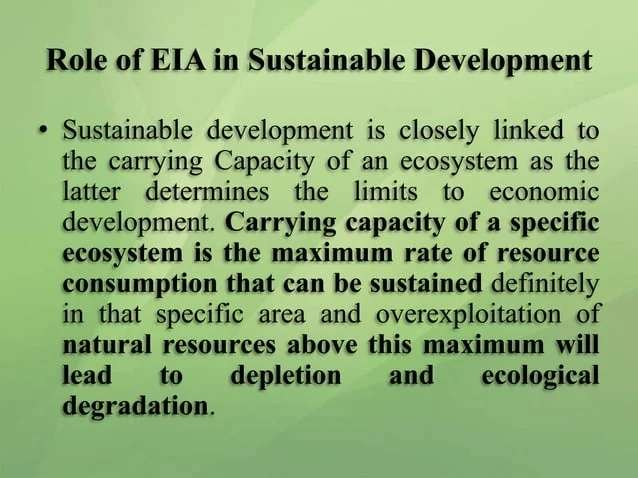 Role of EIA in Sustainable Development
• Sustainable development is closely linked to
the carrying Capacity of an ecosystem as the
latter determines the limits to economic
development. Carrying capacity of a specific
ecosystem is the maximum rate of resource
consumption that can be sustained definitely
in that specific area and overexploitation of
natural resources above this maximum will
lead to depletion and ecological
degradation.